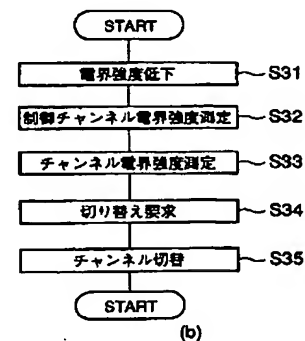 START
電界強度低下 S31
制御チャンネル電界強度測定 S32
チャンネル電界強度測定 S33
切り替え要求 S34
チャンネル切替 S35
START
(b)